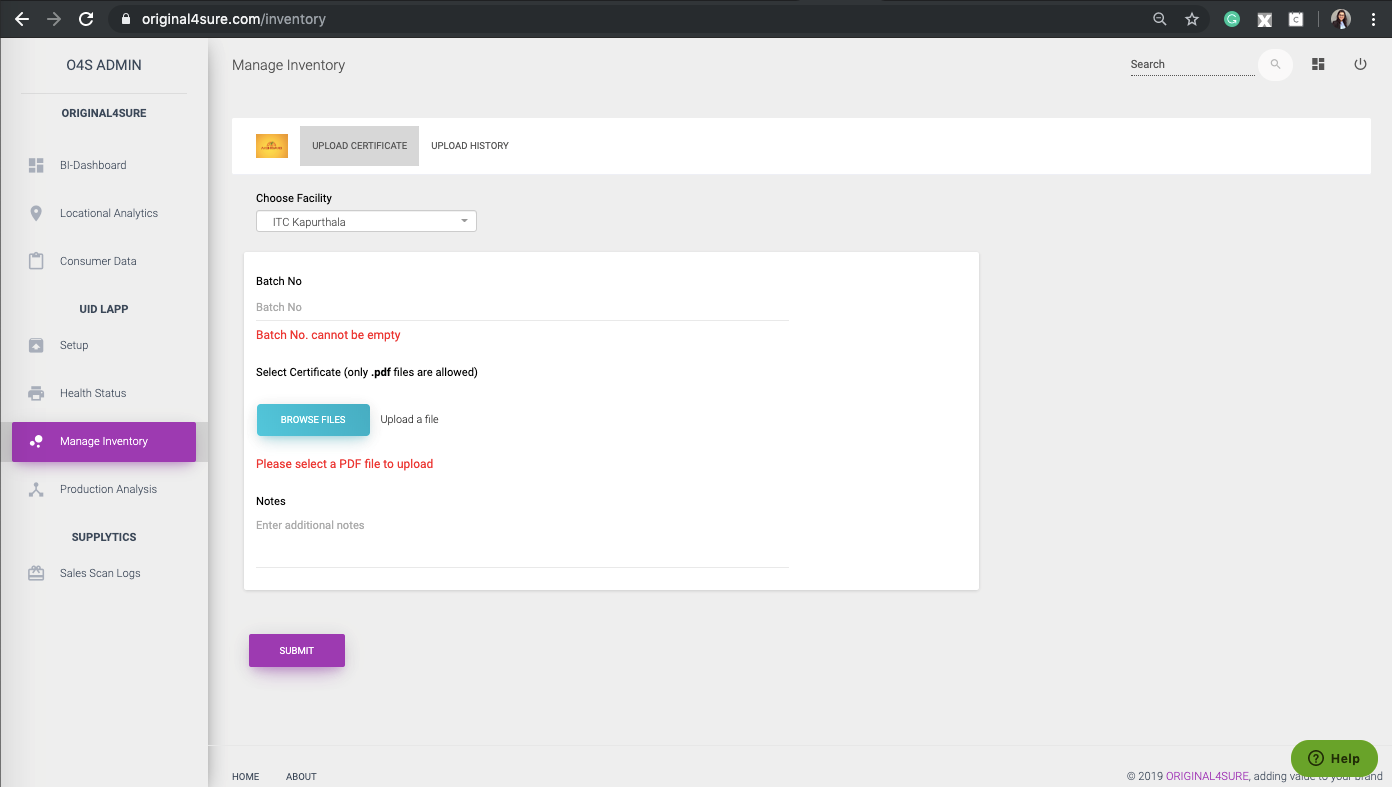 original4sure.com/inventory
O4S ADMIN
ORIGINAL4SURE
BI-Dashboard
Locational Analytics
Consumer Data
UID LAPP
Setup
Health Status
Manage Inventory
Production Analysis
SUPPLYTICS
Sales Scan Logs
Manage Inventory
Search
UPLOAD CERTIFICATE UPLOAD HISTORY
Choose Facility
ITC Kapurthala
Batch No
Batch No
Batch No. cannot be empty
Select Certificate (only .pdf files are allowed)
BROWSE FILES Upload a file
Please select a PDF file to upload
Notes
Enter additional notes
SUBMIT
Help
HOME ABOUT
© 2019 ORIGINAL4SURE, adding value to your brand